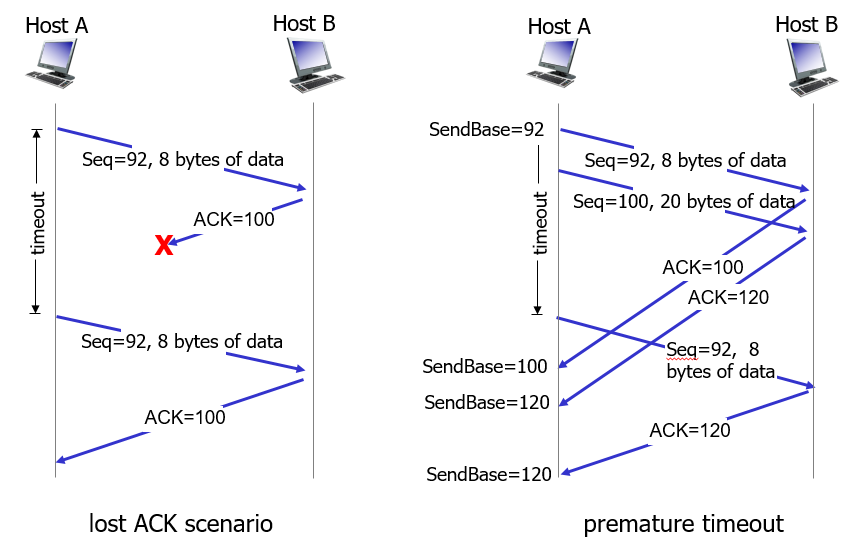 Host A
Host B
Seq=92, 8 bytes of data
ACK=100
X
timeout
Seq=92, 8 bytes of data
ACK=100
lost ACK scenario
Host A
Host B
SendBase=92
Seq=92, 8 bytes of data
Seq=100, 20 bytes of data
timeout
ACK=100
ACK=120
Seq=92, 8
bytes of data
SendBase=100
SendBase=120
ACK=120
SendBase=120
premature timeout